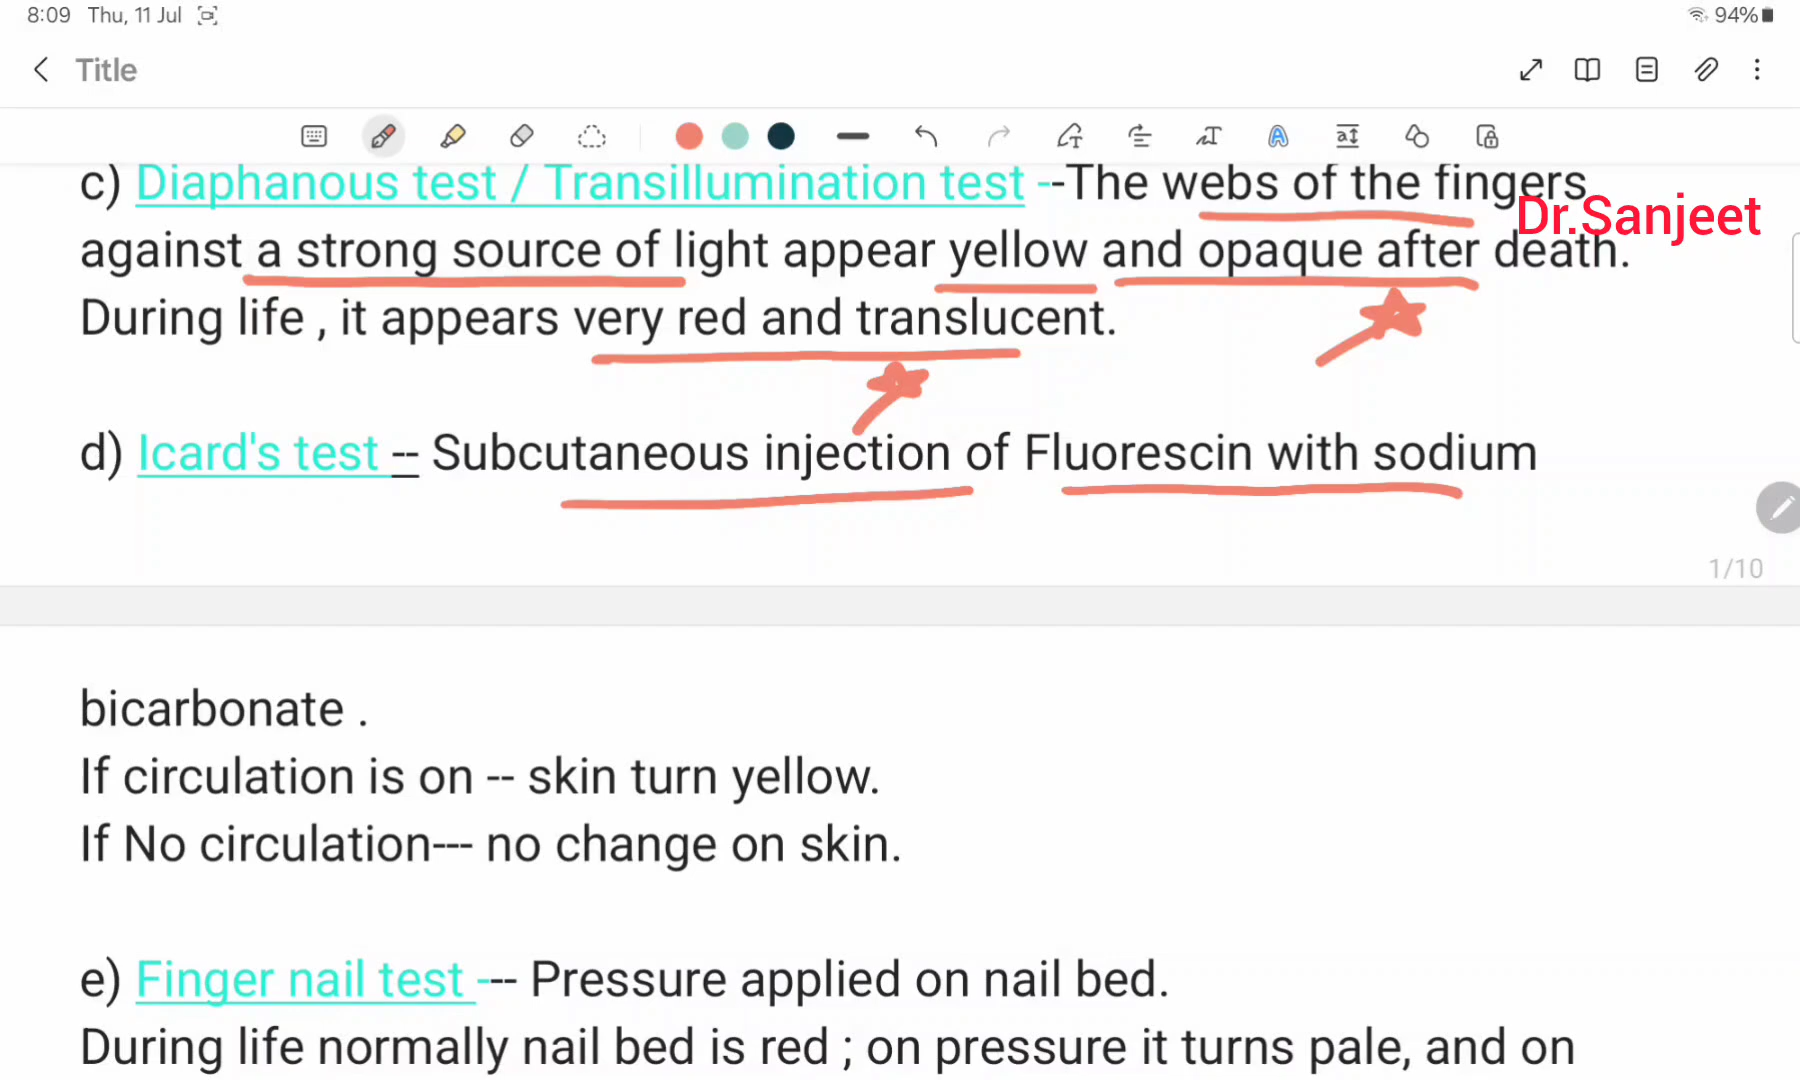 8:09 Thu, 11 Jul 94%
Title
c) Diaphanous test / Transillumination test --The webs of the fingers
Dr.Sanjeet
against a strong source of light appear yellow and opaque after death.
During life , it appears very red and translucent.
d) Icard's test -- Subcutaneous injection of Fluorescin with sodium
1/10
bicarbonate .
If circulation is on -- skin turn yellow.
If No circulation--- no change on skin.
e) Finger nail test --- Pressure applied on nail bed.
During life normally nail bed is red ; on pressure it turns pale, and on